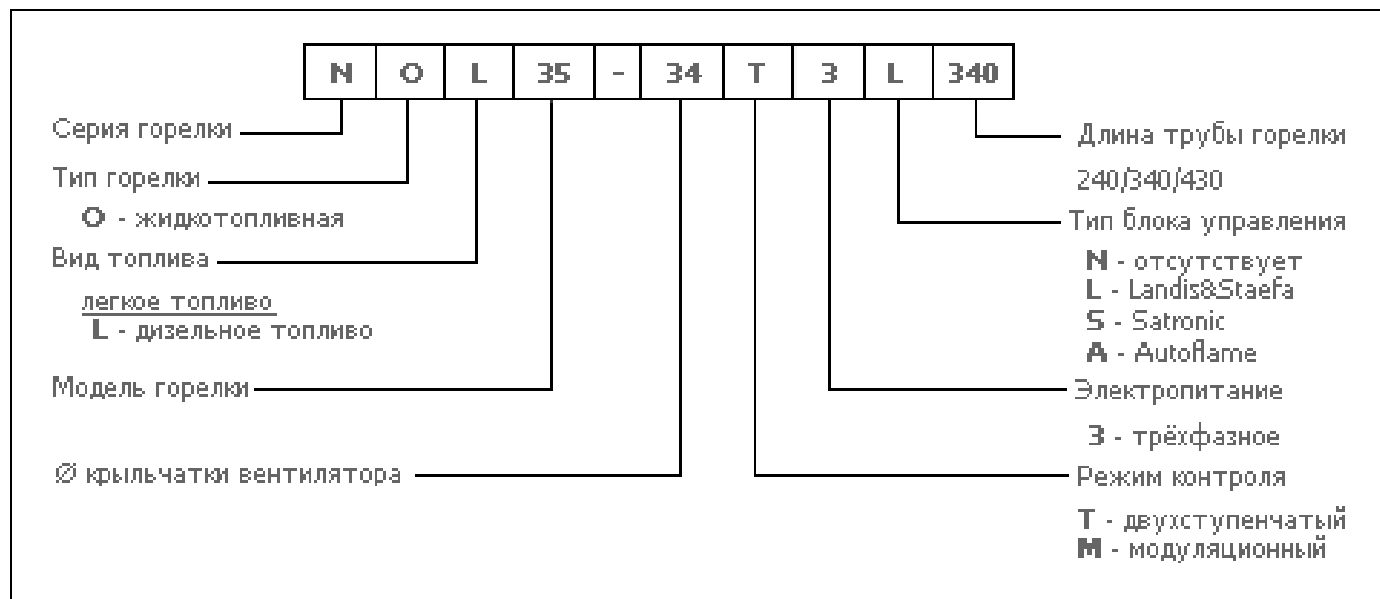 N O L 35 - 34 T 3 L 340
Серия горелки
Тип горелки
O - жидкотопливная
Вид топлива
легкое топливо
L - дизельное топливо
Модель горелки
Ø крыльчатки вентилятора
Длина трубы горелки
240/340/430
Тип блока управления
N - отсутствует
L - Landis&Staefa
S - Satronic
A - Autoflame
Электропитание
3 - трёхфазное
Режим контроля
T - двухступенчатый
M - модуляционный